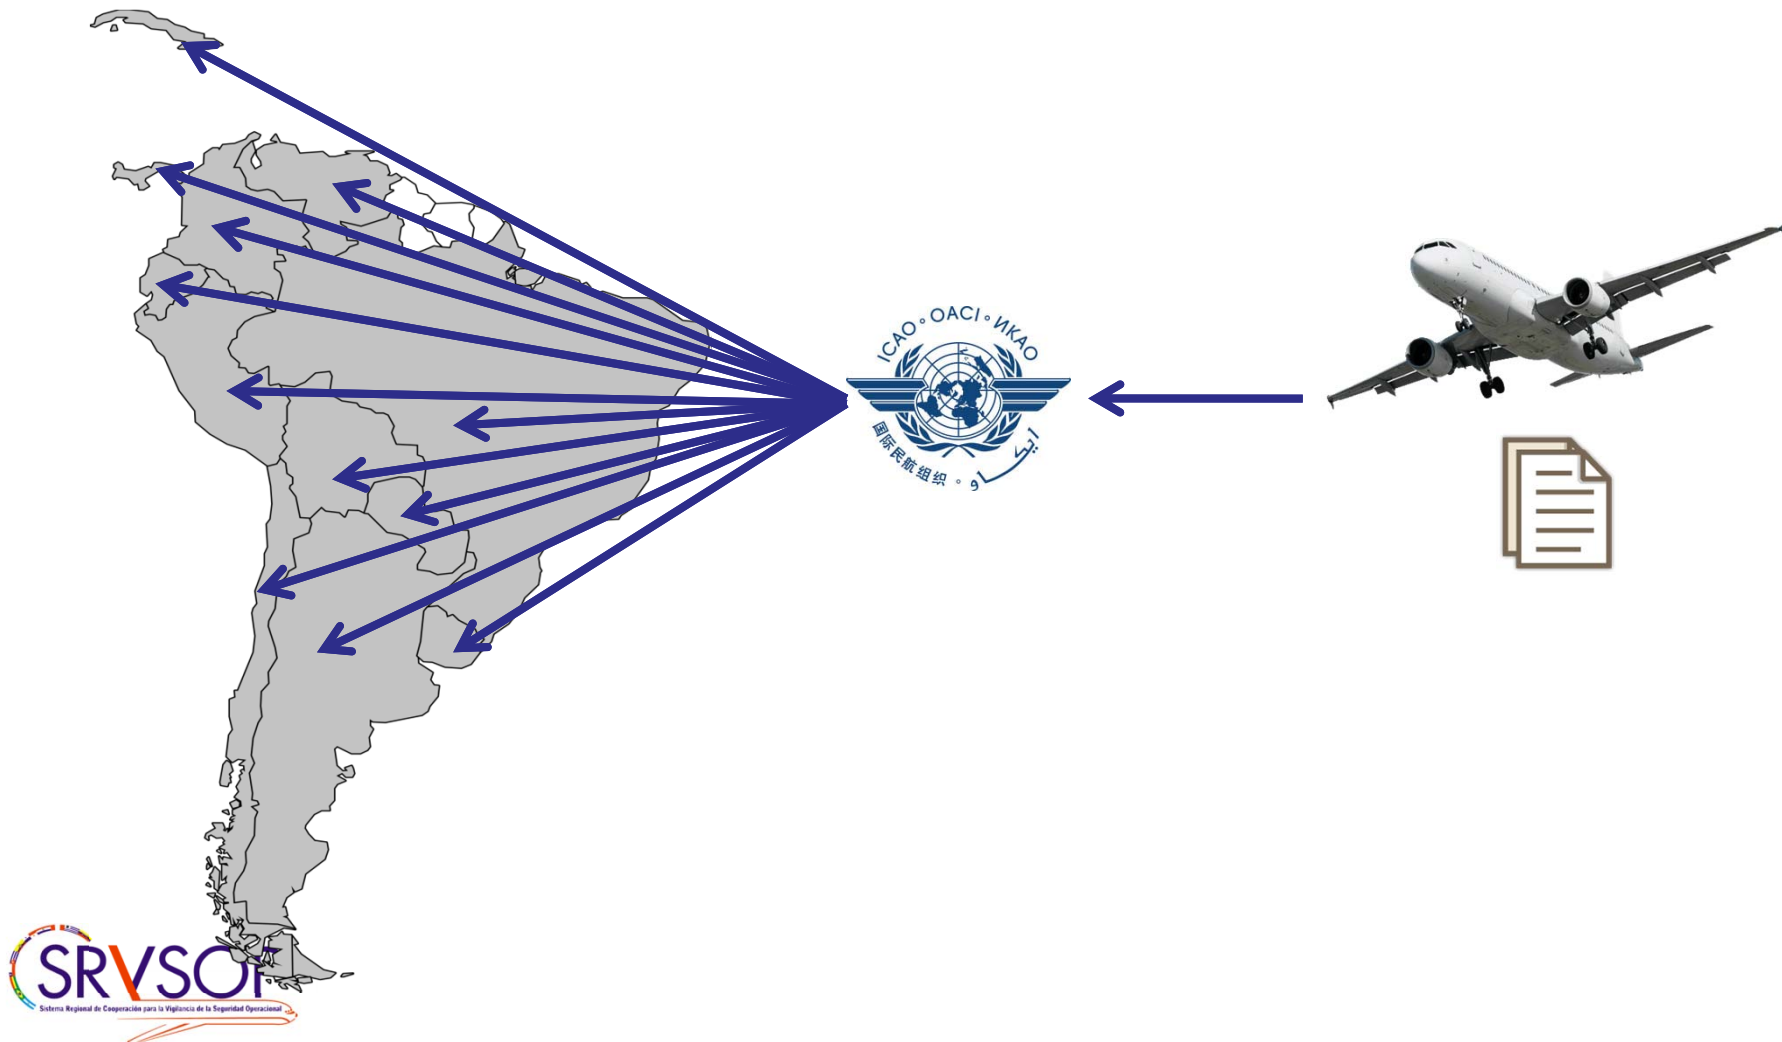 ICAO ° OACI ° ИКАО
国际民航组织 ° ايكاو
SRVSOP
Sistema Regional de Cooperación para la Vigilancia de la Seguridad Operacional